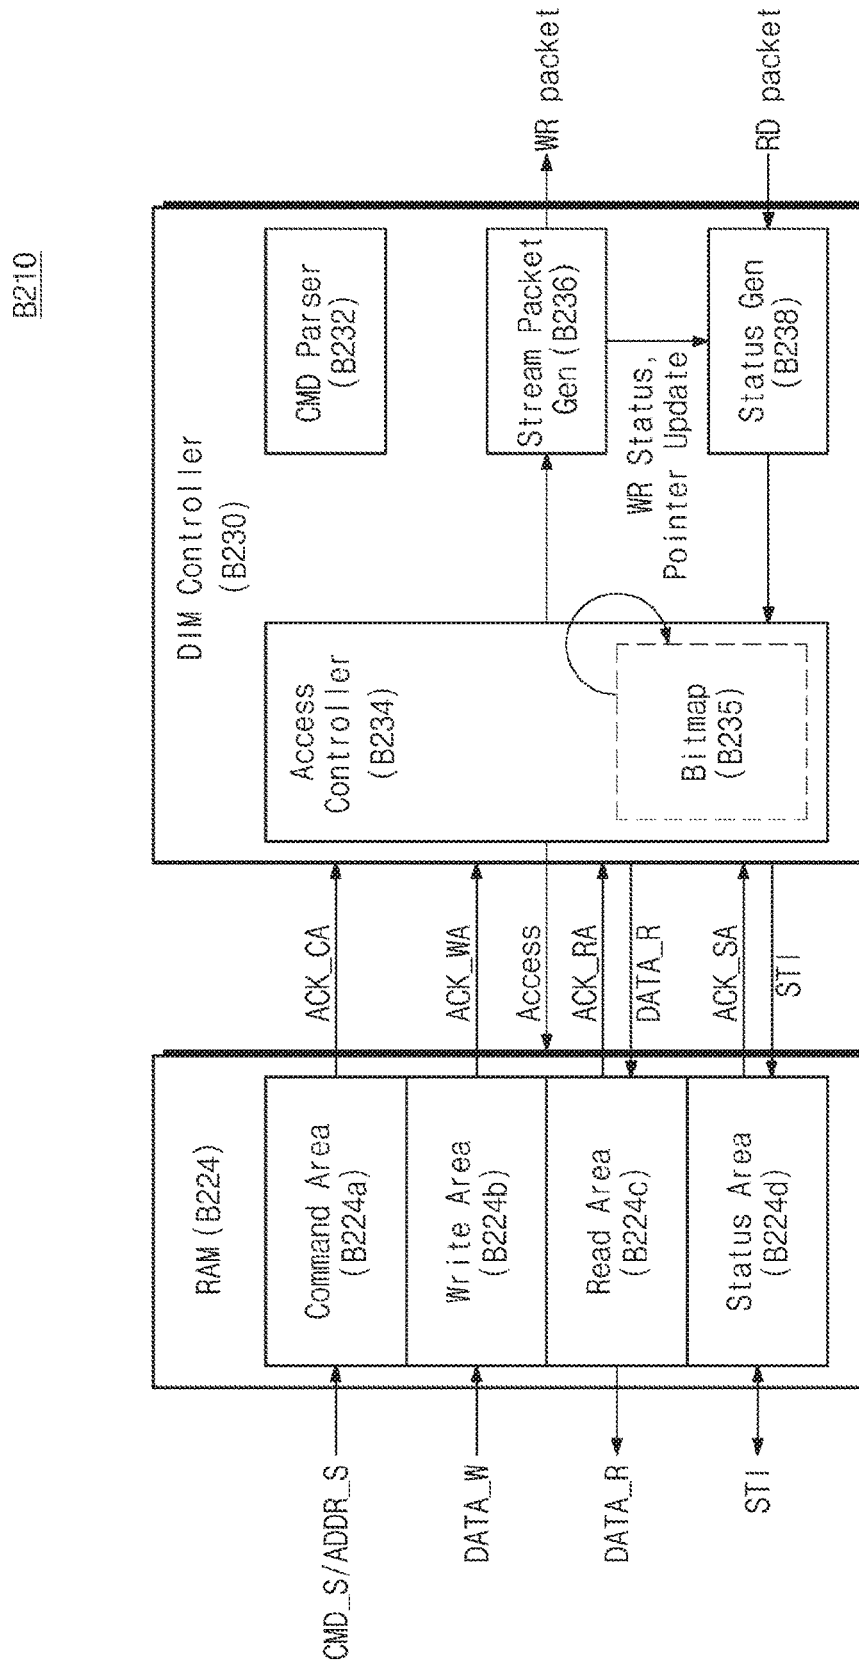 B210
RAM(B224)
Command Area
(B224a)
Write Area
(B224b)
Read Area
(B224c)
Status Area
(B224d)
CMD_S/ADDR_S
DATA_W
DATA_R
STI
ACK_CA
ACK_WA
Access
ACK_RA
DATA_R
ACK_SA
STI
DIM Controller
(B230)
Access
Controller
(B234)
Bitmap
(B235)
CMD Parser
(B232)
Stream Packet
Gen(B236)
WR Status,
Pointer Update
Status Gen
(B238)
WR packet
RD packet